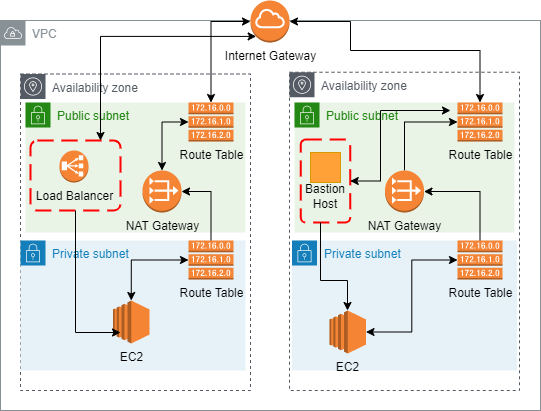 VPC
Internet Gateway
Availability zone
Public subnet
172.16.0.0
172.16.1.0
172.16.2.0
Route Table
Load Balancer
NAT Gateway
Private subnet
172.16.0.0
172.16.1.0
172.16.2.0
Route Table
EC2
Availability zone
Public subnet
172.16.0.0
172.16.1.0
172.16.2.0
Route Table
Bastion
Host
NAT Gateway
Private subnet
172.16.0.0
172.16.1.0
172.16.2.0
Route Table
EC2